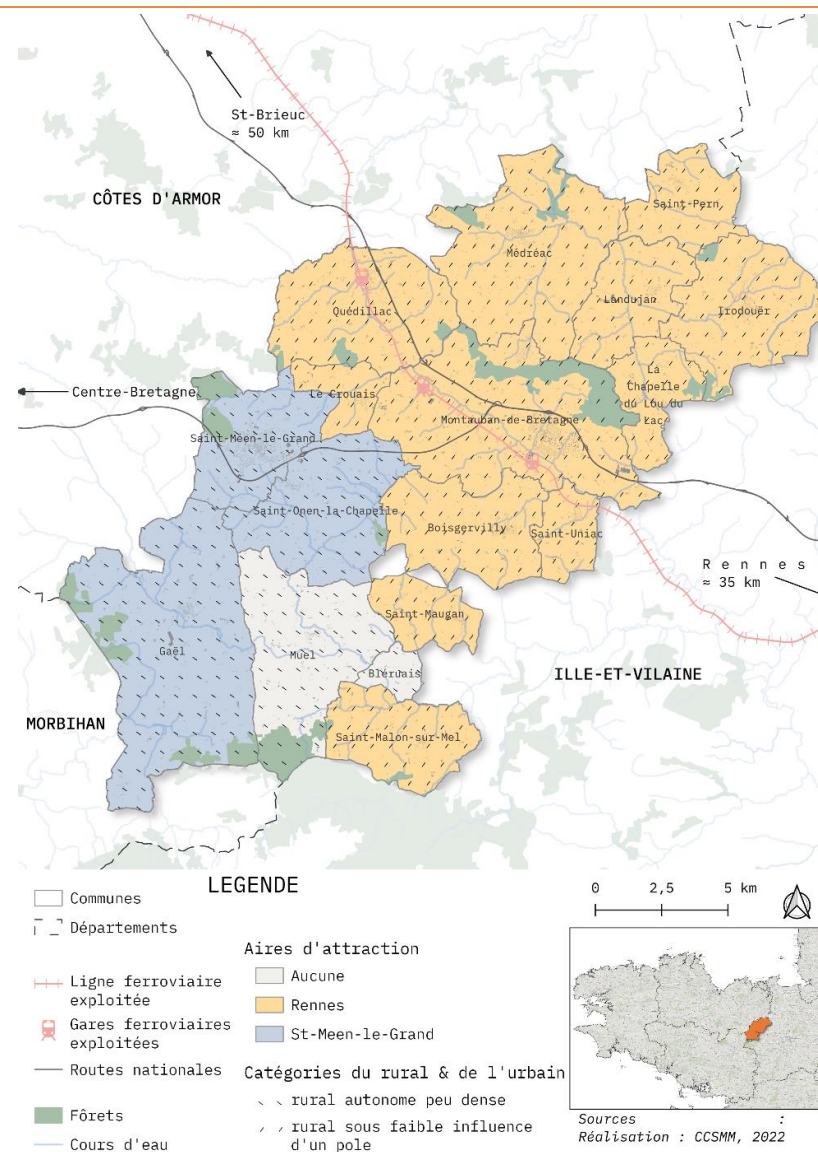 St-Brieuc
≈ 50 km
CÔTES D'ARMOR
Saint-Pern
Médréac
Landujan
Irodouër
Quédillac
La
Chapelle
du Lou du
Lac
Centre-Bretagne
Le Crouais
Montauban-de-Bretagne
Saint-Méen-le-Grand
Saint-Onen-la-Chapelle
Boisgervilly
Saint-Uniac
Rennes
≈ 35 km
Saint-Maugan
Gaël
Muel
Bléruais
ILLE-ET-VILAINE
MORBIHAN
Saint-Malon-sur-Mel
LEGENDE
Communes
Départements
Ligne ferroviaire
exploitée
Gares ferroviaires
exploitées
Routes nationales
Fôrets
Cours d'eau
Aires d'attraction
Aucune
Rennes
St-Meen-le-Grand
Catégories du rural & de l'urbain
rural autonome peu dense
rural sous faible influence
d'un pole
0 2,5 5 km
Sources :
Réalisation : CCSMM, 2022